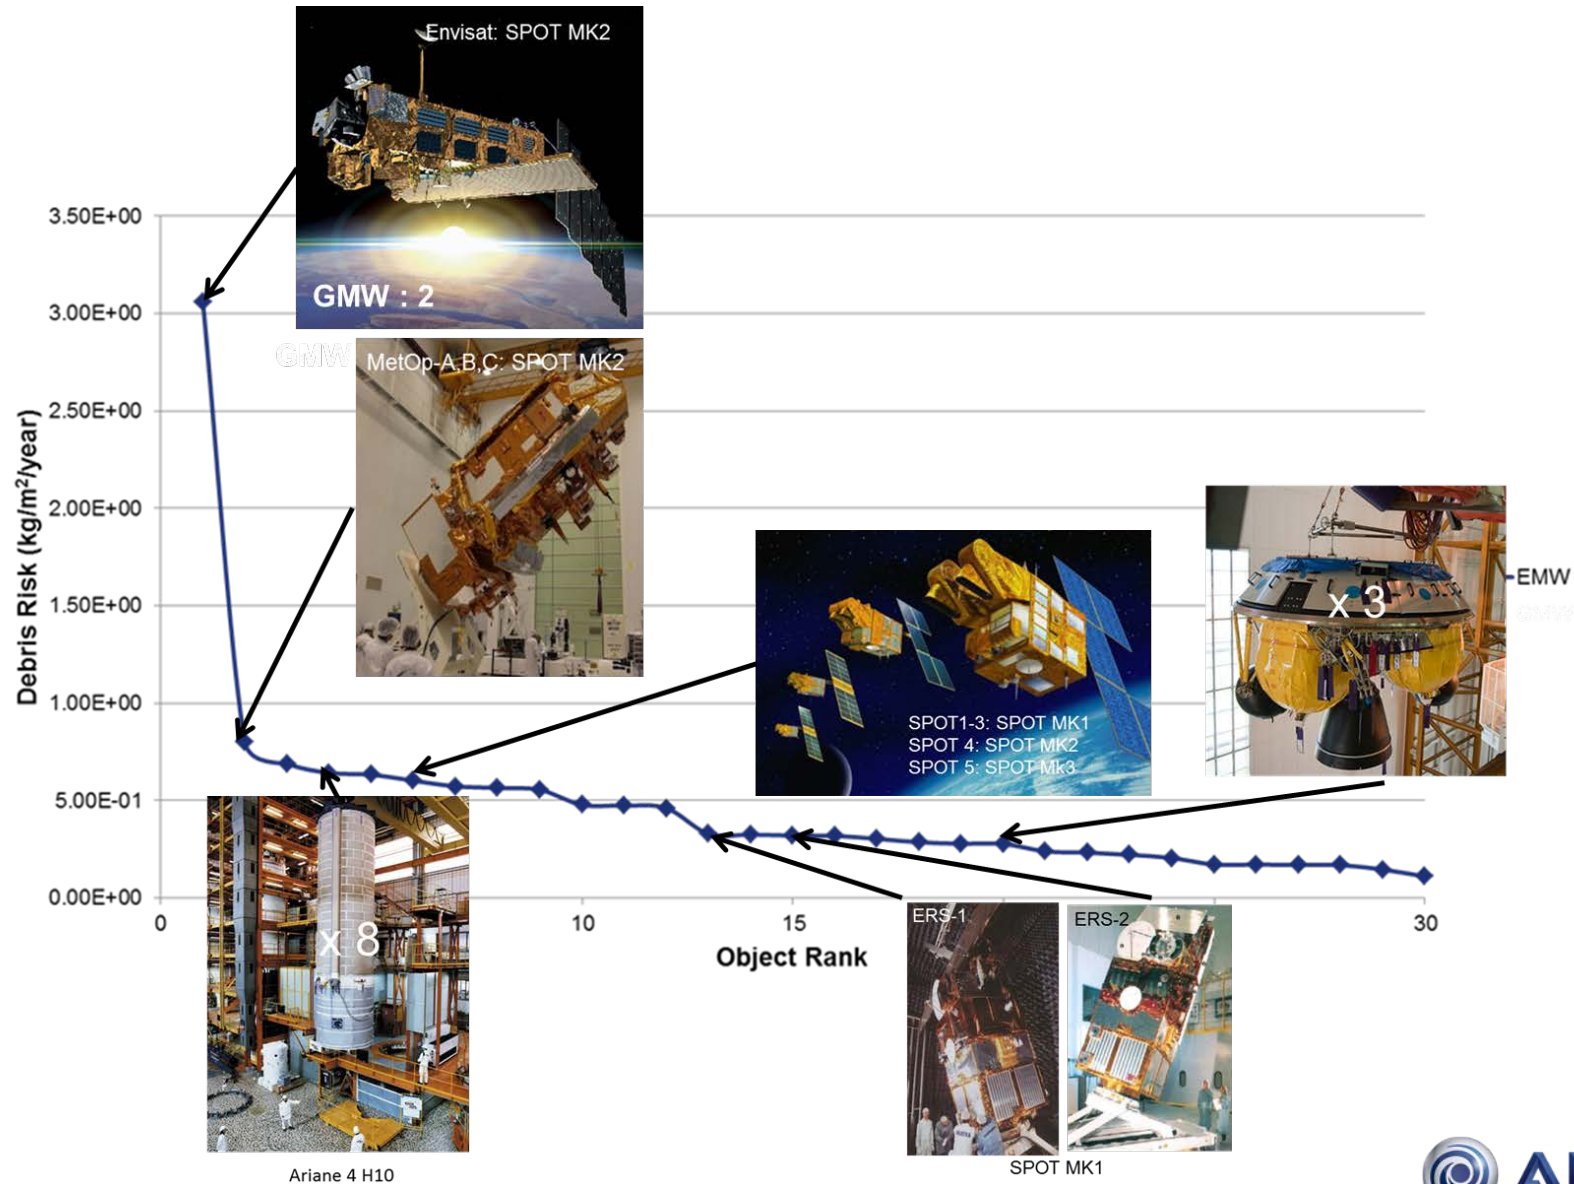 Envisat: SPOT MK2
GMW : 2
GMW
MetOp-A,B,C: SPOT MK2
3.50E+00
3.00E+00
2.50E+00
2.00E+00
1.50E+00
1.00E+00
5.00E-01
0.00E+00
Debris Risk (kg/m²/year)
SPOT1-3: SPOT MK1
SPOT 4: SPOT MK2
SPOT 5: SPOT Mk3
x 3
EMW
GMW
x 8
0
10
15
30
Object Rank
ERS-1
ERS-2
SPOT MK1
Ariane 4 H10